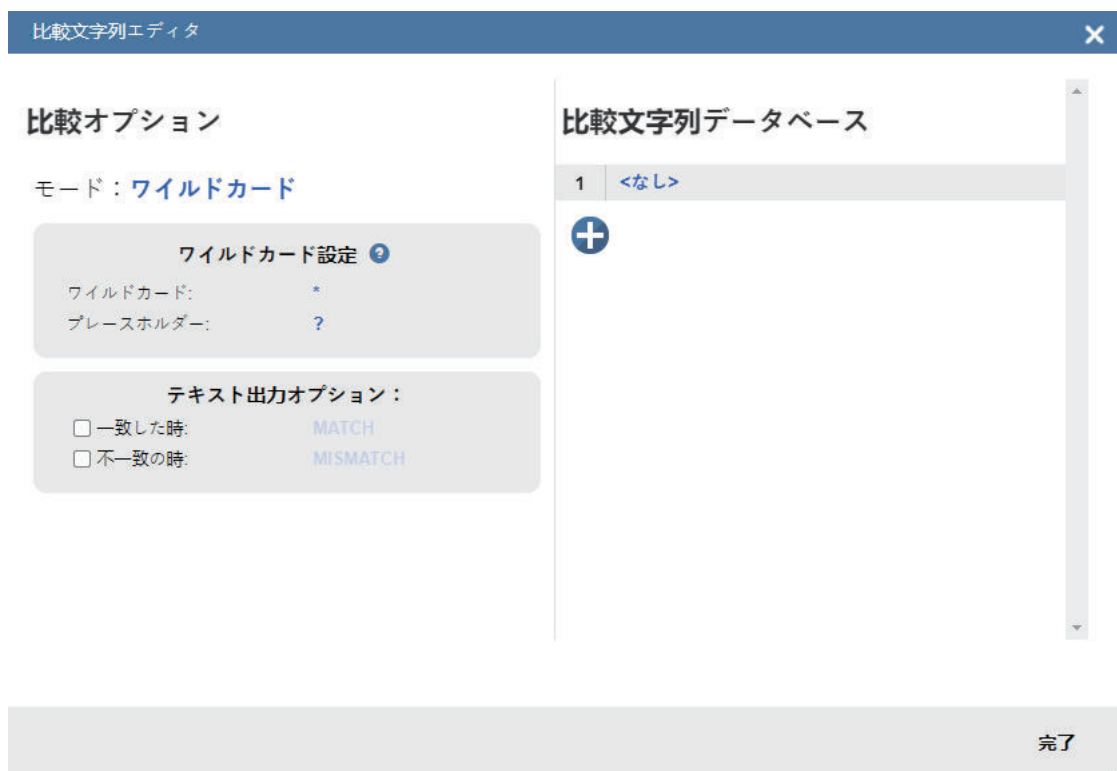 比較文字列エディタ
比較オプション
モード：ワイルドカード
ワイルドカード設定 ?
ワイルドカード: *
プレースホルダー: ?
テキスト出力オプション：
一致した時: MATCH
不一致の時: MISMATCH
比較文字列データベース
1 <なし>
完了